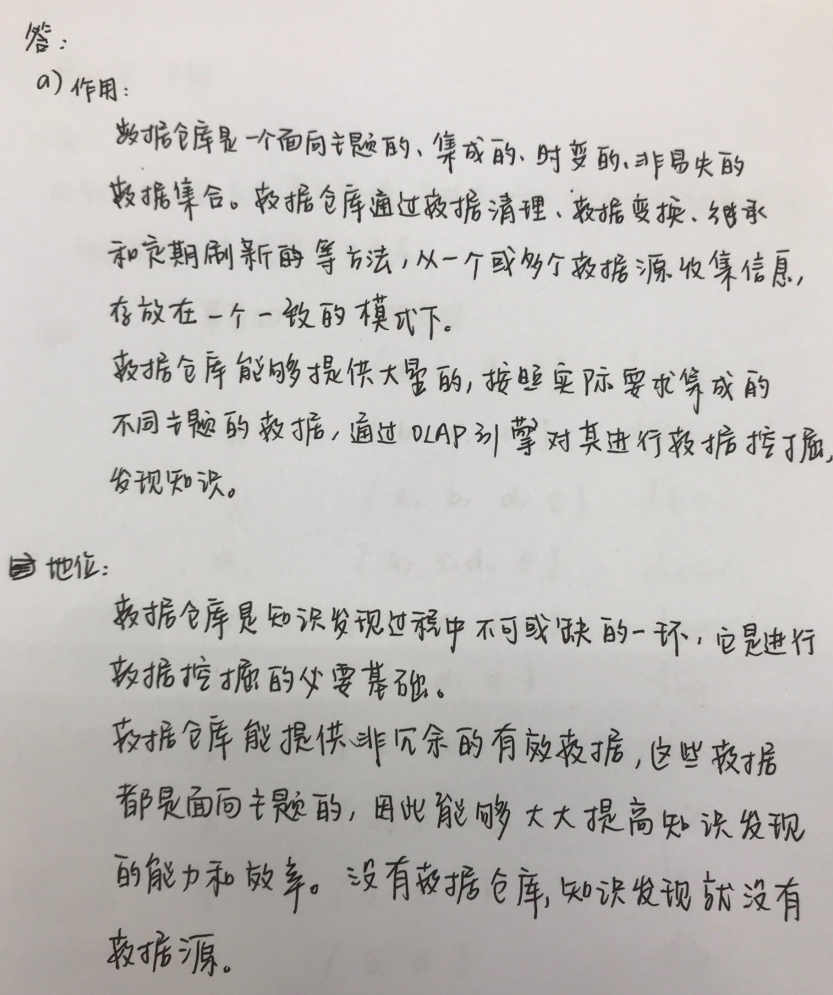 答：
a) 作用：
数据仓库是一个面向主题的、集成的、时变的、非易失的
数据集合。数据仓库通过数据清理、数据变换、继承
和定期刷新的等方法，从一个或多个数据源收集信息，
存放在一个一致的模式下。
数据仓库能够提供大量的，按照实际要求集成的
不同主题的数据，通过OLAP引擎对其进行数据挖掘，
发现知识。
地位：
数据仓库是知识发现过程中不可或缺的一环，它是进行
数据挖掘的必要基础。
数据仓库能提供非冗余的有效数据，这些数据
都是面向主题的，因此能够大大提高知识发现
的能力和效率。没有数据仓库，知识发现就没有
数据源。